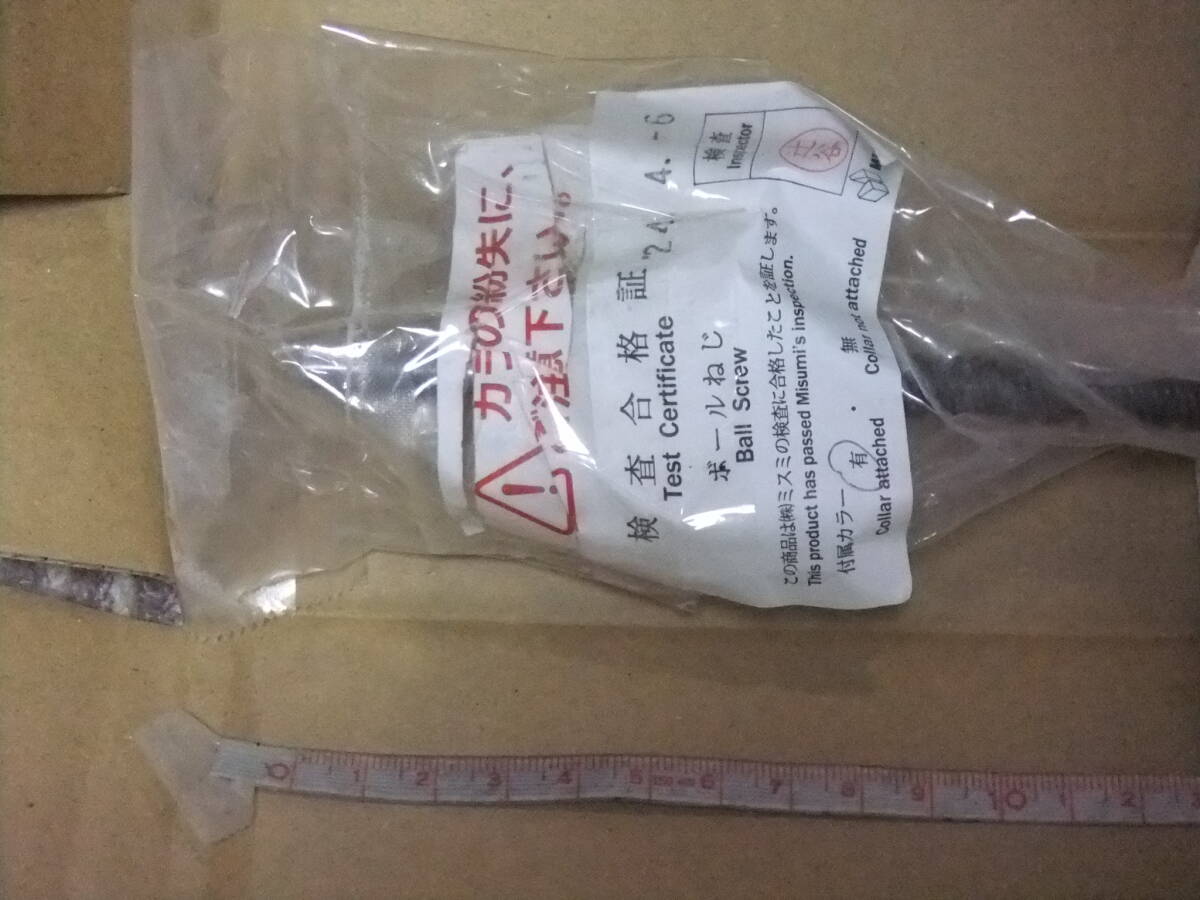 カラーの紛失に、
ご注意下さい。
検査合格証
Test Certificate
'24. 4. -6
ボールねじ
Ball Screw
検査
Inspector
この商品は(株)ミスミの検査に合格したことを証します。
This product has passed Misumi's inspection.
付属カラー 有 ・ 無
Collar attached Collar not attached
0 1 2 3 4 5 6 7 8 9 10 1 2